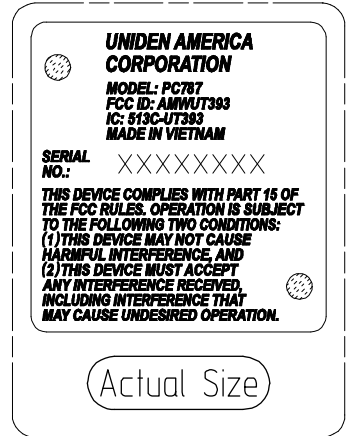 UNIDEN AMERICA
CORPORATION
MODEL: PC787
FCC ID: AMWUT393
IC: 513C-UT393
MADE IN VIETNAM
SERIAL
NO.: XXXXXXXX
THIS DEVICE COMPLIES WITH PART 15 OF
THE FCC RULES. OPERATION IS SUBJECT
TO THE FOLLOWING TWO CONDITIONS:
(1)THIS DEVICE MAY NOT CAUSE
HARMFUL INTERFERENCE, AND
(2)THIS DEVICE MUST ACCEPT
ANY INTERFERENCE RECEIVED,
INCLUDING INTERFERENCE THAT
MAY CAUSE UNDESIRED OPERATION.
Actual Size